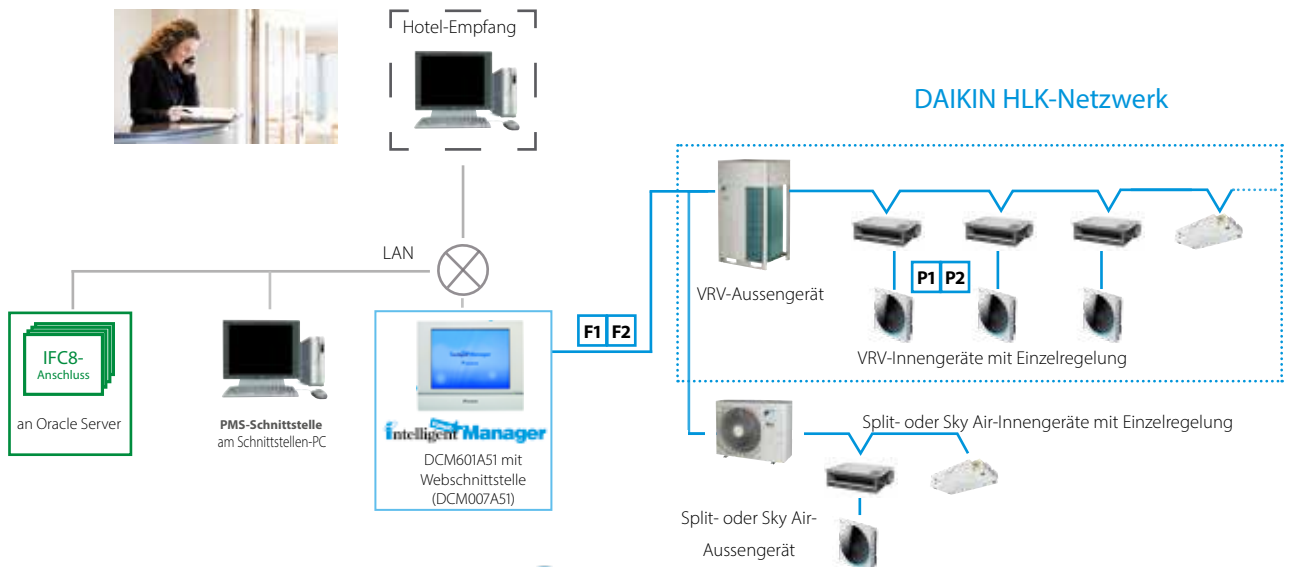 Hotel-Empfang
DAIKIN HLK-Netzwerk
LAN
VRV-Aussengerät
P1 P2
F1 F2
VRV-Innengeräte mit Einzelregelung
IFC8-
Anschluss
an Oracle Server
PMS-Schnittstelle
am Schnittstellen-PC
intelligent Manager
DCM601A51 mit
Webschnittstelle
(DCM007A51)
Split- oder Sky Air-Innengeräte mit Einzelregelung
Split- oder Sky Air-
Aussengerät